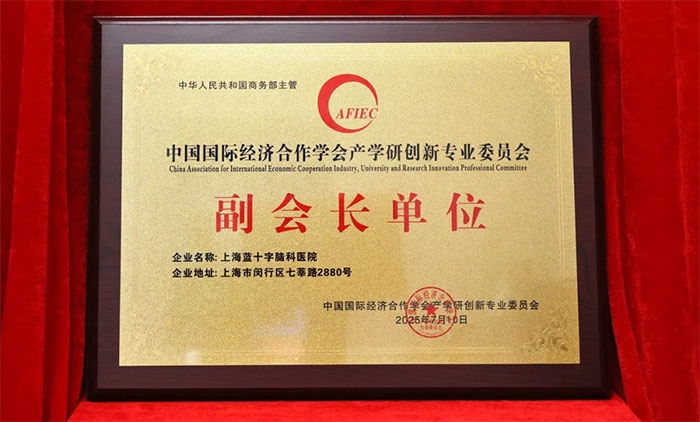 中华人民共和国商务部主管
AFIEC
中国国际经济合作学会产学研创新专业委员会
China Association for International Economic Cooperation Industry, University and Research Innovation Professional Committee
副会长单位
企业名称: 上海蓝十字脑科医院
企业地址: 上海市闵行区七莘路2880号
中国国际经济合作学会产学研创新专业委员会
2025年7月10日